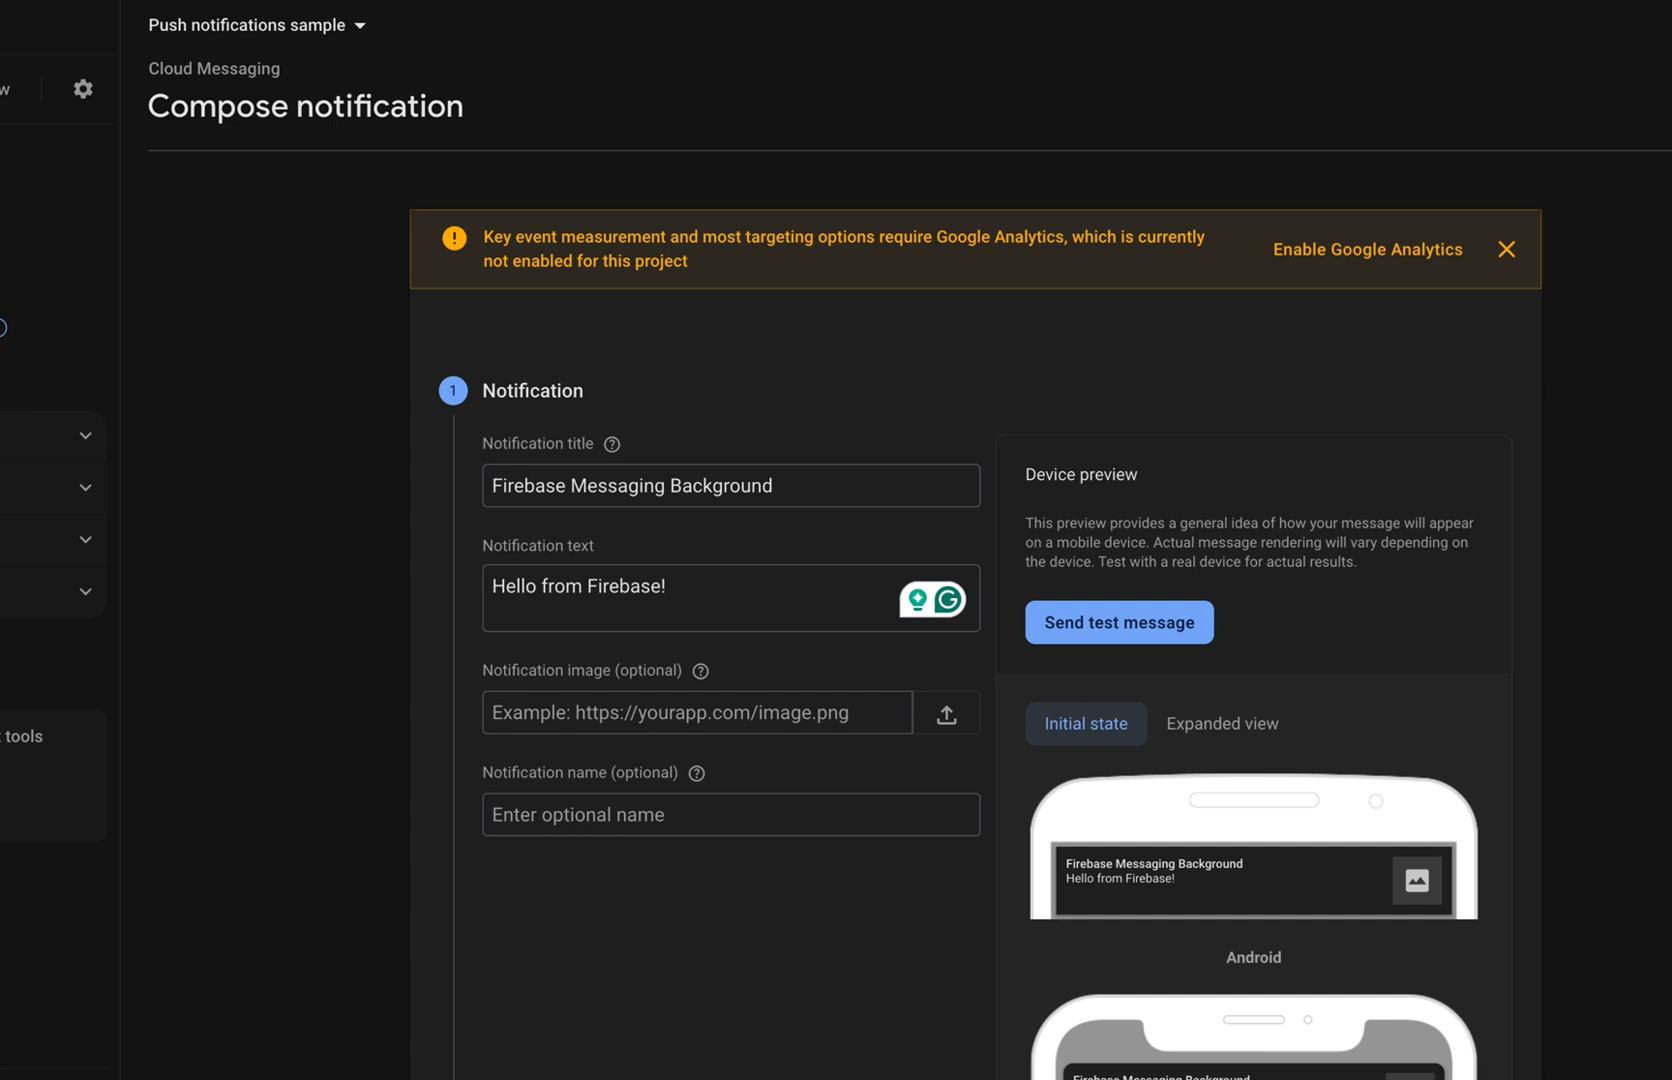 Push notifications sample
Cloud Messaging
Compose notification
w
Key event measurement and most targeting options require Google Analytics, which is currently
not enabled for this project
Enable Google Analytics
1
Notification
Notification title
Firebase Messaging Background
Notification text
Hello from Firebase!
Notification image (optional)
Example: https://yourapp.com/image.png
Notification name (optional)
Enter optional name
Device preview
This preview provides a general idea of how your message will appear
on a mobile device. Actual message rendering will vary depending on
the device. Test with a real device for actual results.
Send test message
Initial state
Expanded view
Firebase Messaging Background
Hello from Firebase!
Android
Firebase Messaging Background
tools